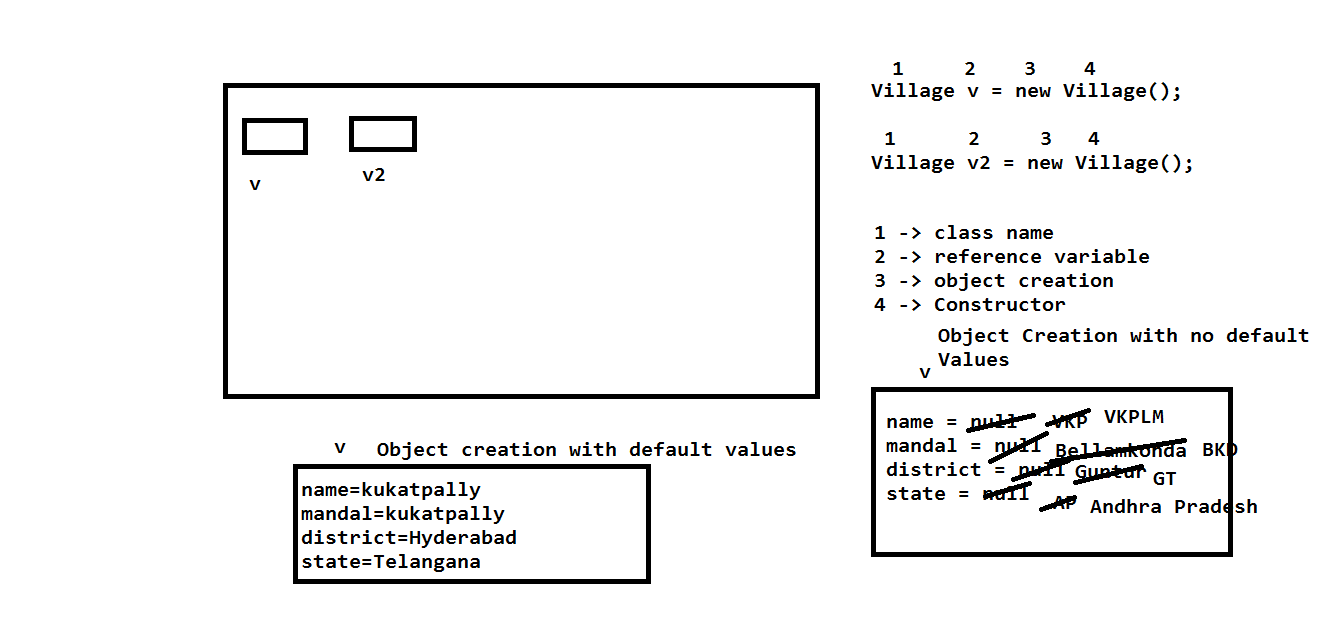 1 2 3 4
Village v = new Village();
1 2 3 4
Village v2 = new Village();
v
v2
1 -> class name
2 -> reference variable
3 -> object creation
4 -> Constructor
Object Creation with no default
Values
v
name = null VKP VKPLM
mandal = null Bellamkonda BKD
district = null Guntur GT
state = null AP Andhra Pradesh
v Object creation with default values
name=kukatpally
mandal=kukatpally
district=Hyderabad
state=Telangana